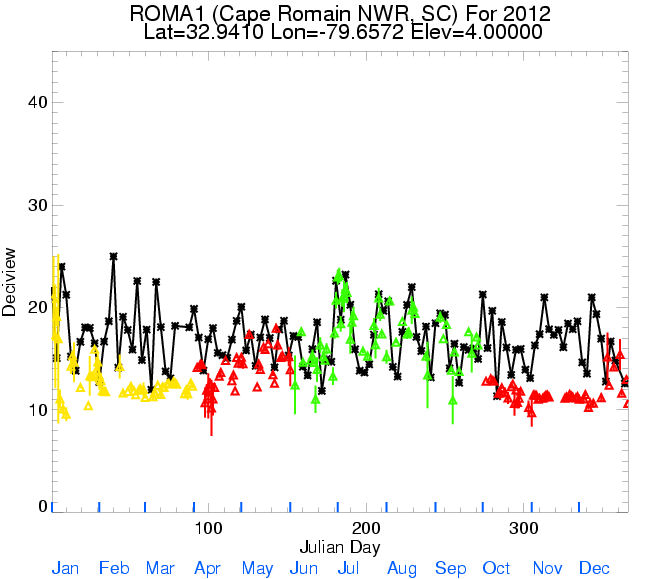 ROMA1 (Cape Romain NWR, SC) For 2012
Lat=32.9410 Lon=-79.6572 Elev=4.00000
40
30
20
10
0
Deciview
100 200 300
Julian Day
Jan Feb Mar Apr May Jun Jul Aug Sep Oct Nov Dec